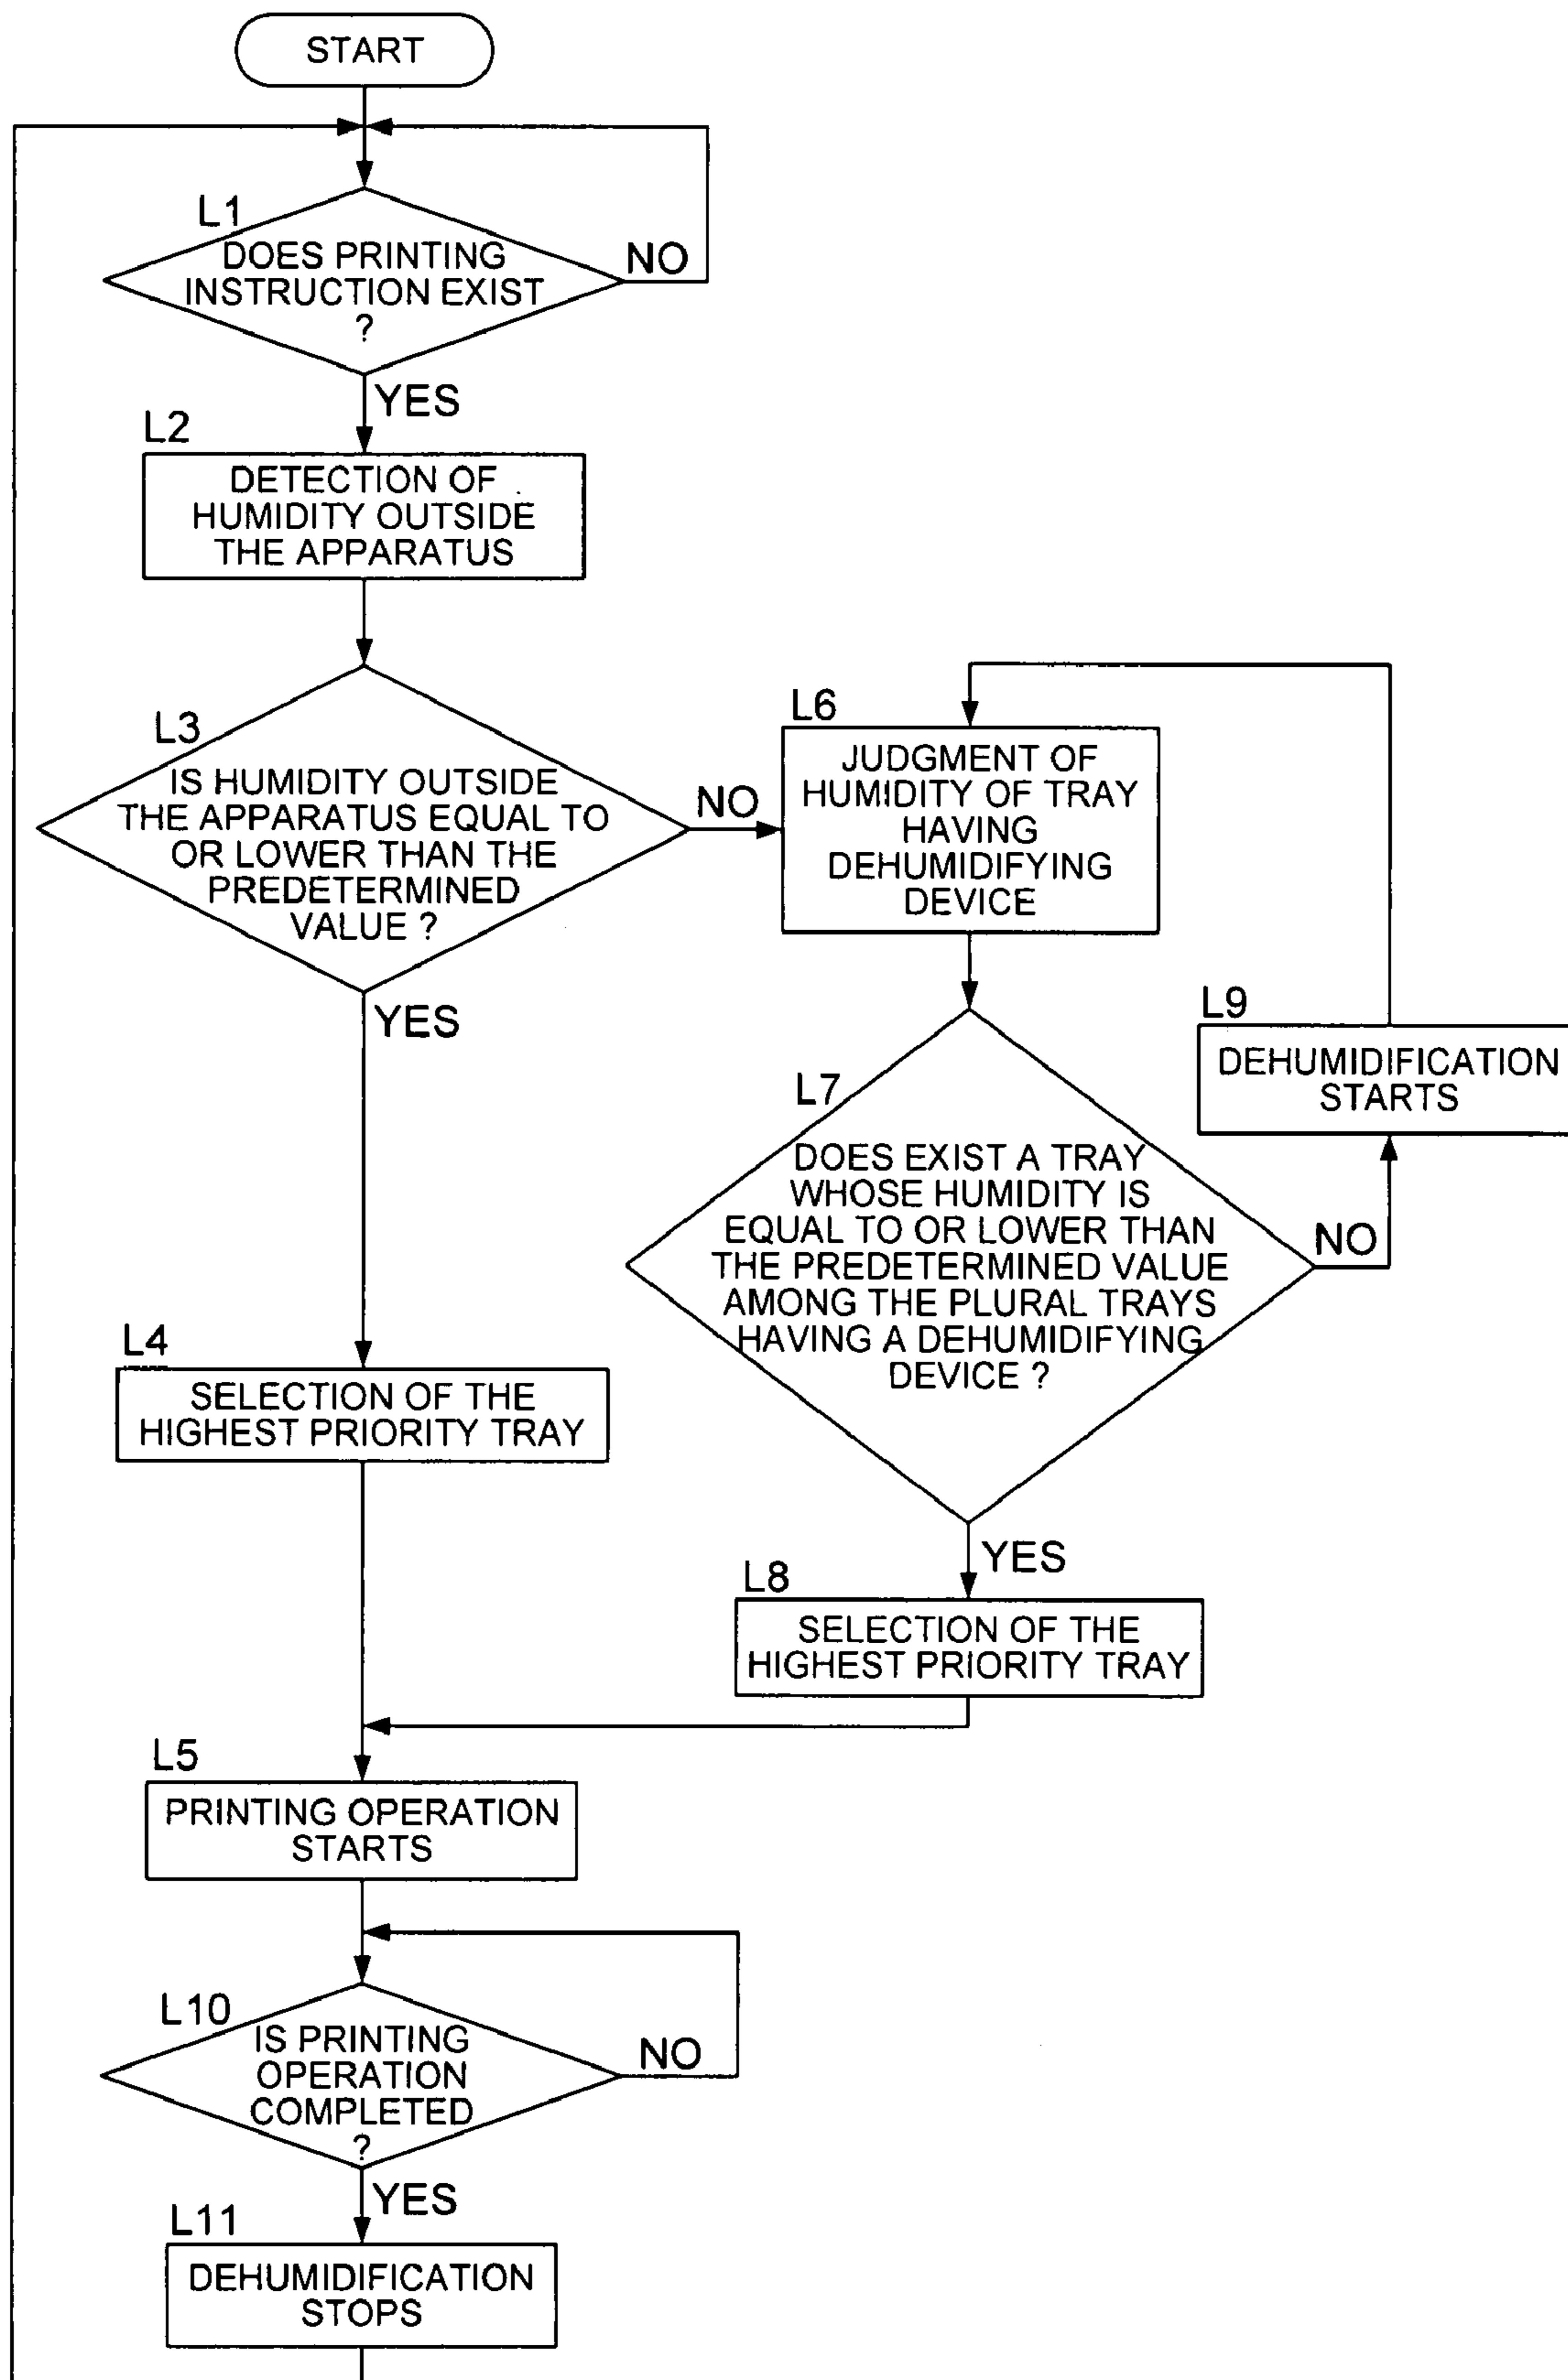 START
L1
DOES PRINTING
INSTRUCTION EXIST
?
NO
YES
L2
DETECTION OF
HUMIDITY OUTSIDE
THE APPARATUS
L3
IS HUMIDITY OUTSIDE
THE APPARATUS EQUAL TO
OR LOWER THAN THE
PREDETERMINED
VALUE ?
NO
YES
L6
JUDGMENT OF
HUMIDITY OF TRAY
HAVING
DEHUMIDIFYING
DEVICE
L9
DEHUMIDIFICATION
STARTS
L7
DOES EXIST A TRAY
WHOSE HUMIDITY IS
EQUAL TO OR LOWER THAN
THE PREDETERMINED VALUE
AMONG THE PLURAL TRAYS
HAVING A DEHUMIDIFYING
DEVICE ?
NO
YES
L4
SELECTION OF THE
HIGHEST PRIORITY TRAY
L8
SELECTION OF THE
HIGHEST PRIORITY TRAY
L5
PRINTING OPERATION
STARTS
L10
IS PRINTING
OPERATION
COMPLETED
?
NO
YES
L11
DEHUMIDIFICATION
STOPS